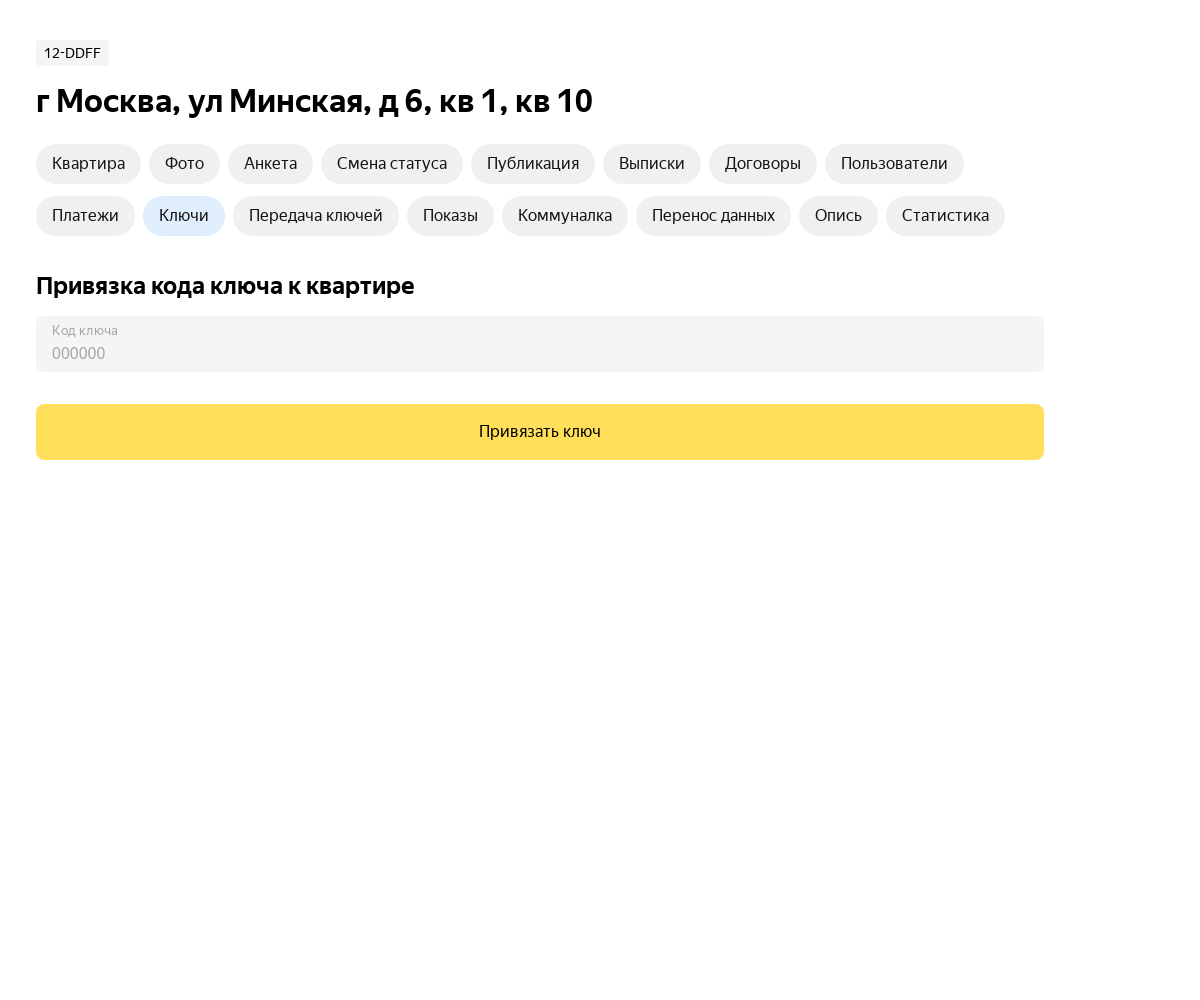 12-DDFF
г Москва, ул Минская, д 6, кв 1, кв 10
Квартира Фото Анкета Смена статуса Публикация Выписки Договоры Пользователи
Платежи Ключи Передача ключей Показы Коммуналка Перенос данных Опись Статистика
Привязка кода ключа к квартире
Код ключа
000000
Привязать ключ